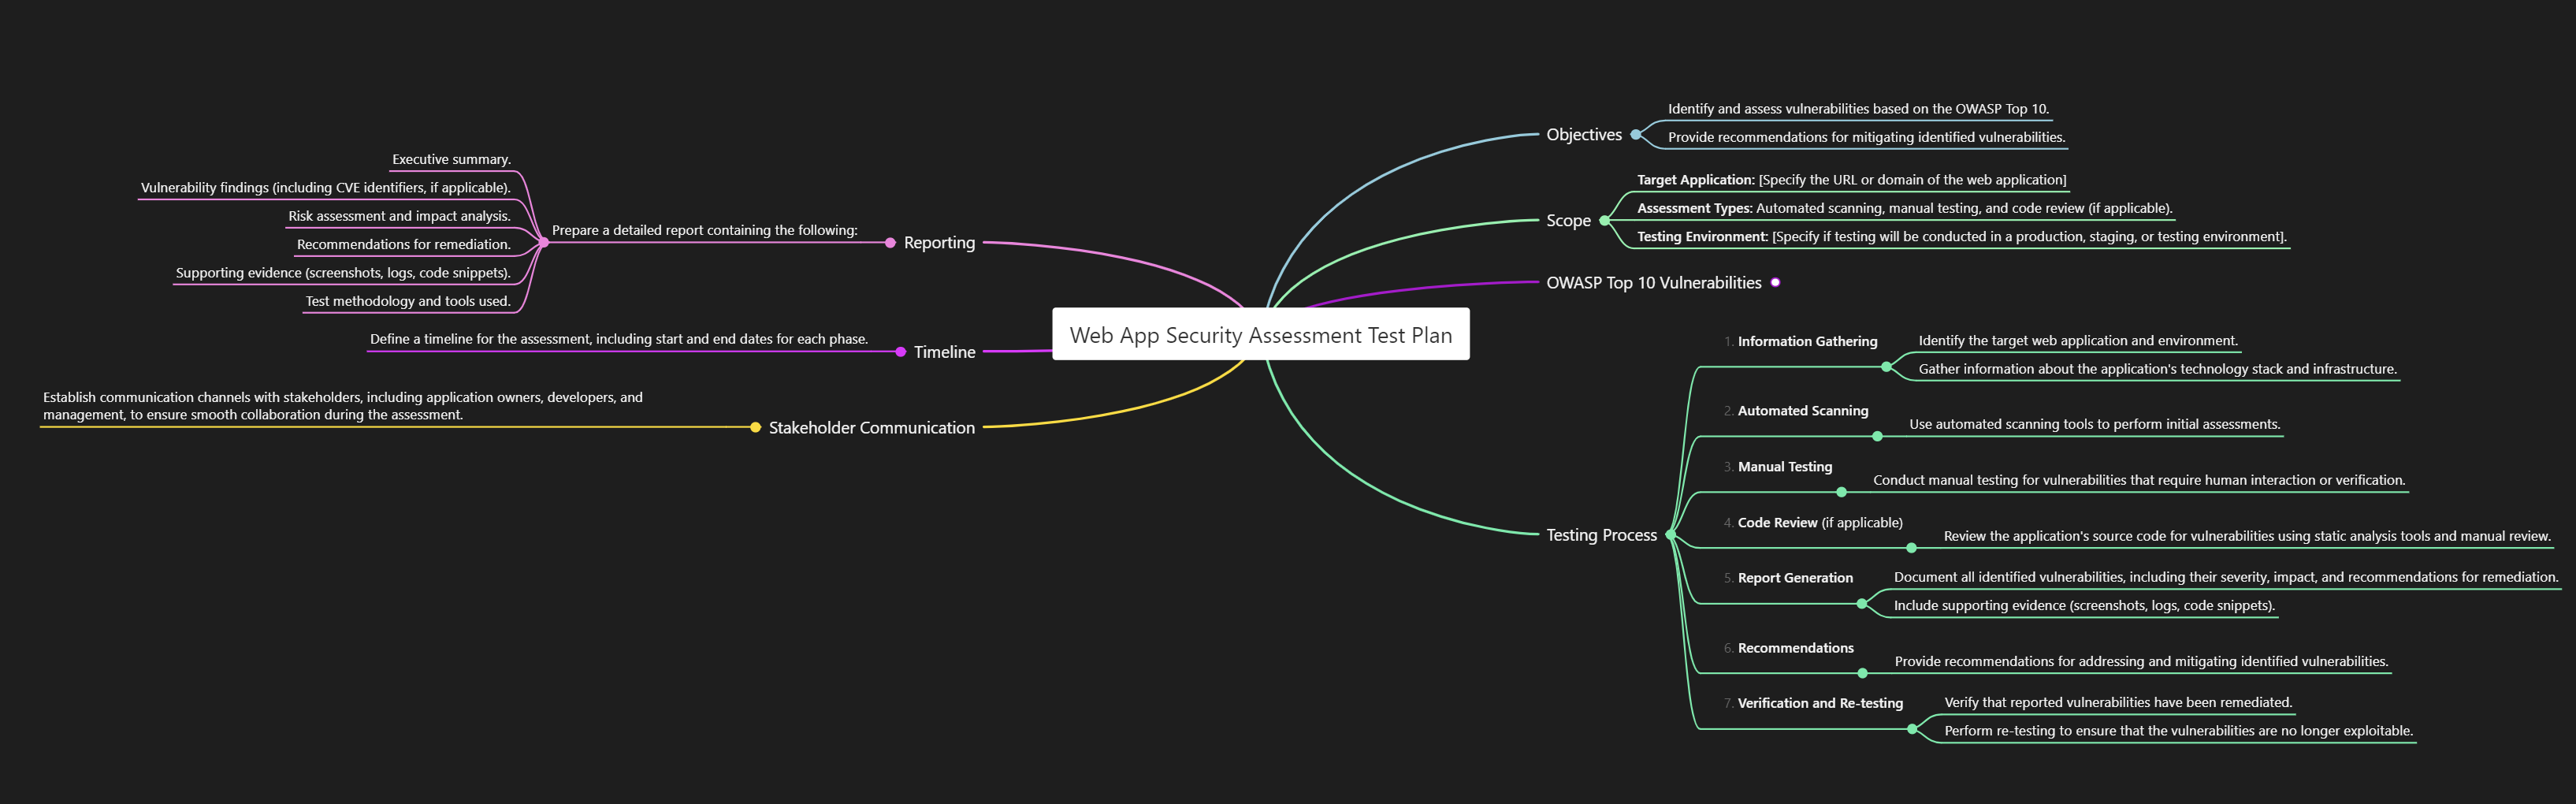 Web App Security Assessment Test Plan
Objectives
Identify and assess vulnerabilities based on the OWASP Top 10.
Provide recommendations for mitigating identified vulnerabilities.
Scope
Target Application: [Specify the URL or domain of the web application]
Assessment Types: Automated scanning, manual testing, and code review (if applicable).
Testing Environment: [Specify if testing will be conducted in a production, staging, or testing environment].
OWASP Top 10 Vulnerabilities
Testing Process
1. Information Gathering
Identify the target web application and environment.
Gather information about the application's technology stack and infrastructure.
2. Automated Scanning
Use automated scanning tools to perform initial assessments.
3. Manual Testing
Conduct manual testing for vulnerabilities that require human interaction or verification.
4. Code Review (if applicable)
Review the application's source code for vulnerabilities using static analysis tools and manual review.
5. Report Generation
Document all identified vulnerabilities, including their severity, impact, and recommendations for remediation.
Include supporting evidence (screenshots, logs, code snippets).
6. Recommendations
Provide recommendations for addressing and mitigating identified vulnerabilities.
7. Verification and Re-testing
Verify that reported vulnerabilities have been remediated.
Perform re-testing to ensure that the vulnerabilities are no longer exploitable.
Reporting
Prepare a detailed report containing the following:
Executive summary.
Vulnerability findings (including CVE identifiers, if applicable).
Risk assessment and impact analysis.
Recommendations for remediation.
Supporting evidence (screenshots, logs, code snippets).
Test methodology and tools used.
Timeline
Define a timeline for the assessment, including start and end dates for each phase.
Stakeholder Communication
Establish communication channels with stakeholders, including application owners, developers, and
management, to ensure smooth collaboration during the assessment.